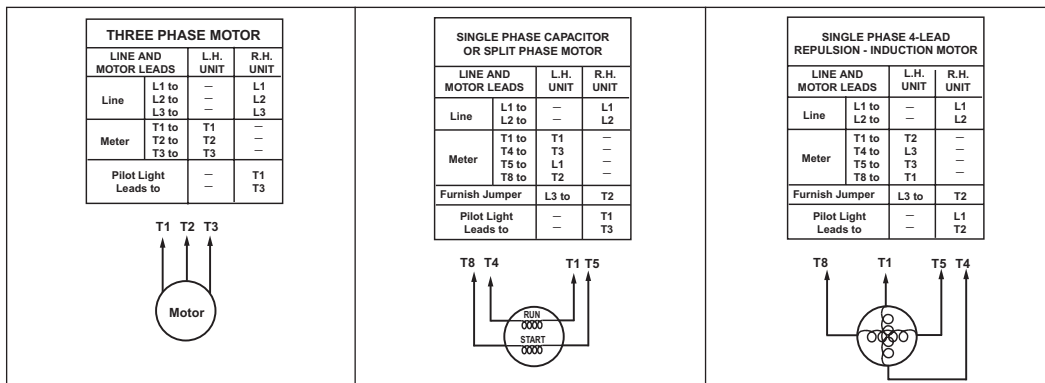 THREE PHASE MOTOR
LINE AND MOTOR LEADS L.H. UNIT R.H. UNIT
Line L1 to – L1
L2 to – L2
L3 to – L3
Meter T1 to T1 –
T2 to T2 –
T3 to T3 –
Pilot Light Leads to – T1
– T3
T1 T2 T3
Motor
SINGLE PHASE CAPACITOR
OR SPLIT PHASE MOTOR
LINE AND MOTOR LEADS L.H. UNIT R.H. UNIT
Line L1 to – L1
L2 to – L2
Meter T1 to T1 –
T4 to T3 –
T5 to L1 –
T8 to T2 –
Furnish Jumper L3 to T2
Pilot Light Leads to – T1
– T3
T8 T4 T1 T5
RUN
START
SINGLE PHASE 4-LEAD
REPULSION - INDUCTION MOTOR
LINE AND MOTOR LEADS L.H. UNIT R.H. UNIT
Line L1 to – L1
L2 to – L2
Meter T1 to T2 –
T4 to L3 –
T5 to T3 –
T8 to T1 –
Furnish Jumper L3 to T2
Pilot Light Leads to – L1
– T2
T8 T1 T5 T4